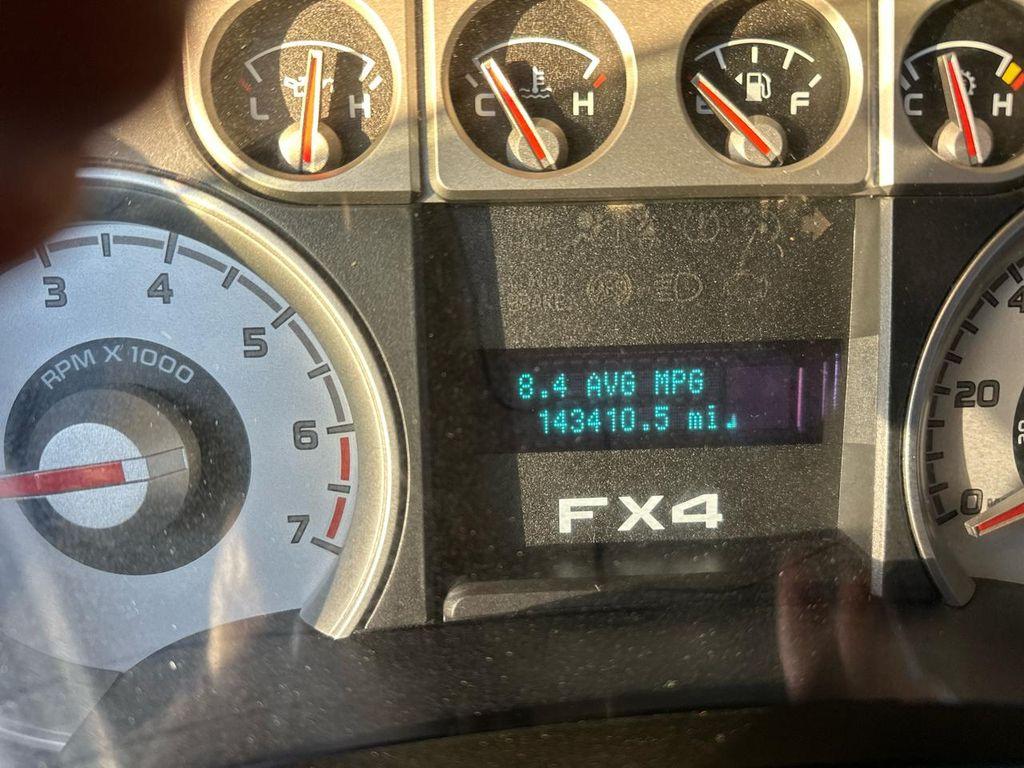 L H
C H
E F
C H
3
4
5
6
7
RPM X 1000
8.4 AVG MPG
143410.5 mi
FX4
20
0